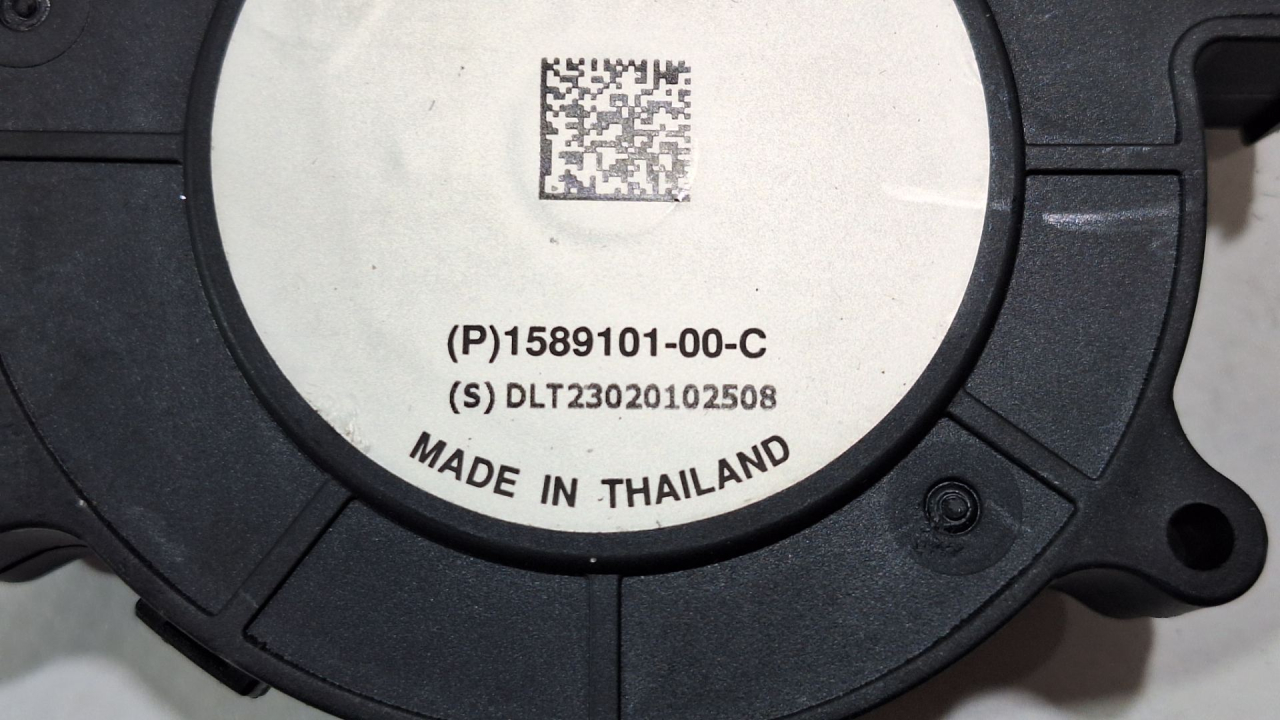 (P)1589101-00-C
(S) DLT23020102508
MADE IN THAILAND